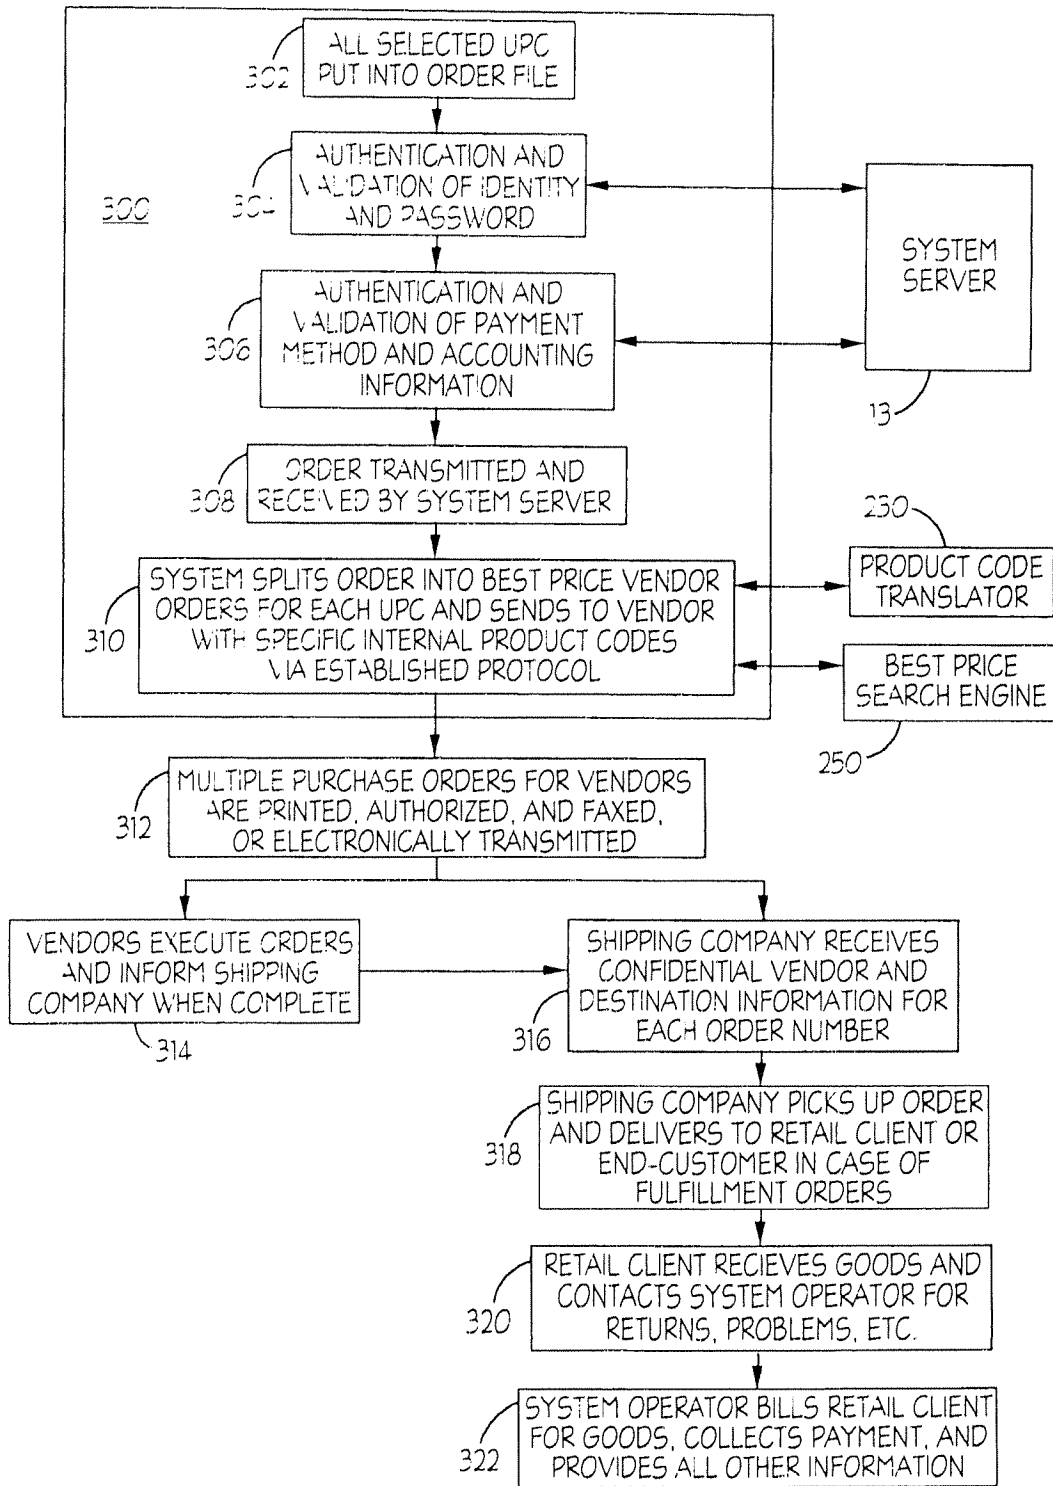 ALL SELECTED UPC
PUT INTO ORDER FILE
302
AUTHENTICATION AND
VALIDATION OF IDENTITY
AND PASSWORD
304
300
SYSTEM
SERVER
13
AUTHENTICATION AND
VALIDATION OF PAYMENT
METHOD AND ACCOUNTING
INFORMATION
306
ORDER TRANSMITTED AND
RECEIVED BY SYSTEM SERVER
308
SYSTEM SPLITS ORDER INTO BEST PRICE VENDOR
ORDERS FOR EACH UPC AND SENDS TO VENDOR
WITH SPECIFIC INTERNAL PRODUCT CODES
VIA ESTABLISHED PROTOCOL
310
230
PRODUCT CODE
TRANSLATOR
BEST PRICE
SEARCH ENGINE
250
MULTIPLE PURCHASE ORDERS FOR VENDORS
ARE PRINTED, AUTHORIZED, AND FAXED,
OR ELECTRONICALLY TRANSMITTED
312
VENDORS EXECUTE ORDERS
AND INFORM SHIPPING
COMPANY WHEN COMPLETE
314
SHIPPING COMPANY RECEIVES
CONFIDENTIAL VENDOR AND
DESTINATION INFORMATION FOR
EACH ORDER NUMBER
316
SHIPPING COMPANY PICKS UP ORDER
AND DELIVERS TO RETAIL CLIENT OR
END-CUSTOMER IN CASE OF
FULFILLMENT ORDERS
318
RETAIL CLIENT RECIEVES GOODS AND
CONTACTS SYSTEM OPERATOR FOR
RETURNS, PROBLEMS, ETC.
320
SYSTEM OPERATOR BILLS RETAIL CLIENT
FOR GOODS, COLLECTS PAYMENT, AND
PROVIDES ALL OTHER INFORMATION
322